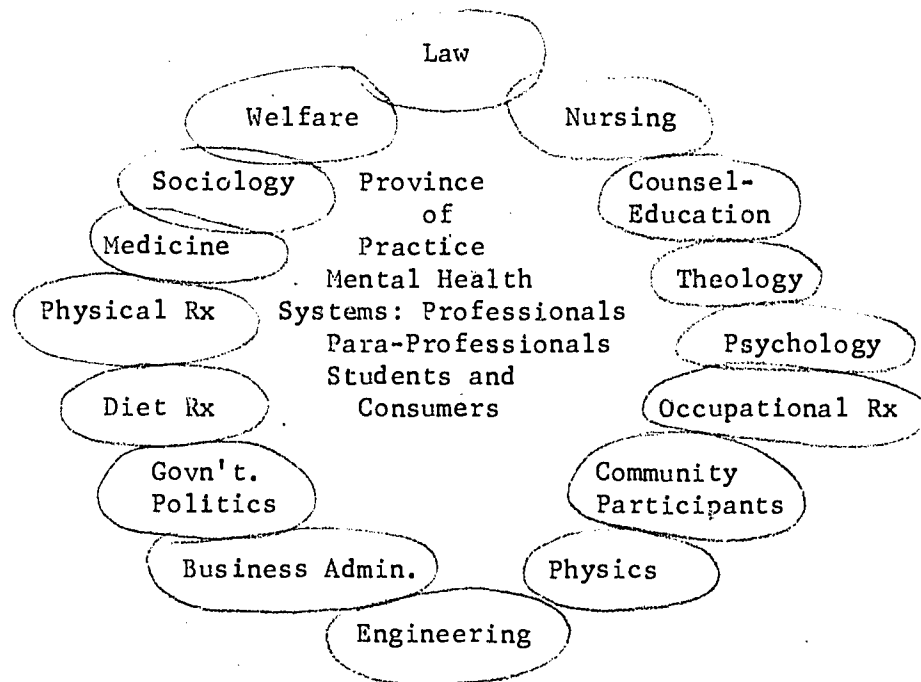 Law
Welfare
Nursing
Sociology
Province
of
Practice
Mental Health
Systems: Professionals
Para-Professionals
Students and
Consumers
Counsel-
Education
Medicine
Theology
Physical Rx
Psychology
Diet Rx
Occupational Rx
Govn't.
Politics
Community
Participants
Business Admin.
Physics
Engineering